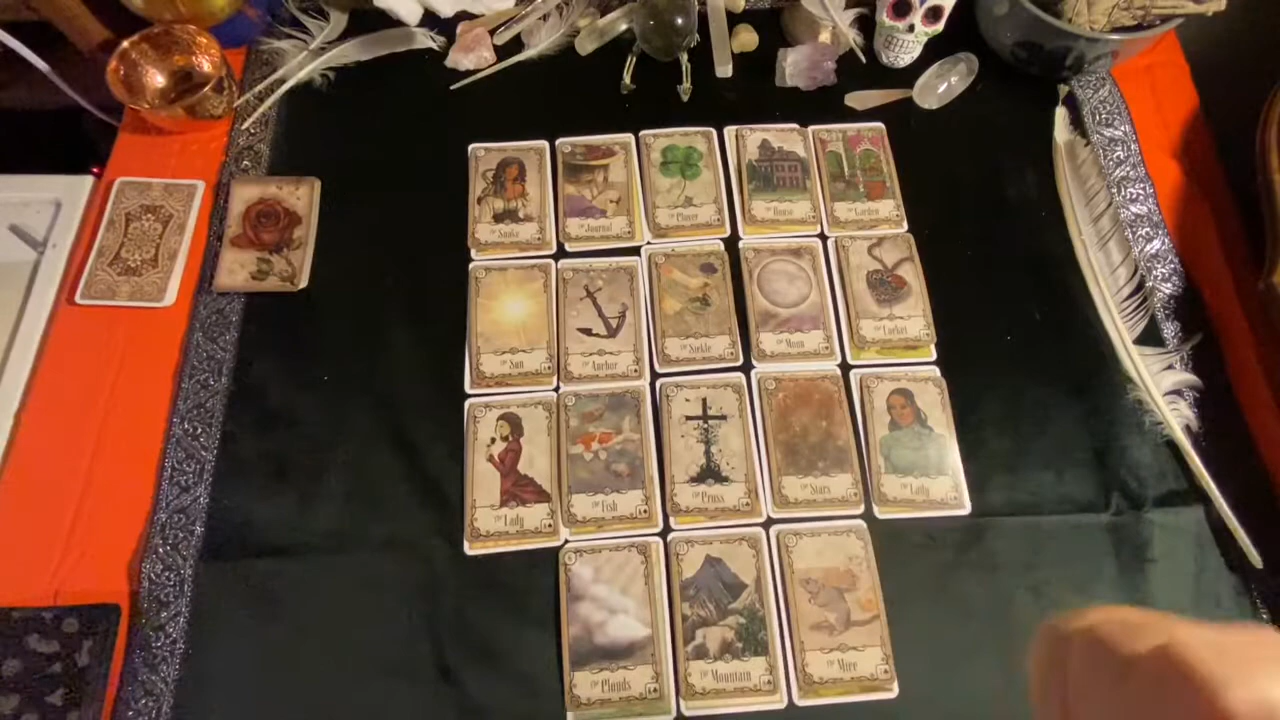 The Snake
The Journal
The Clover
The House
The Garden
The Sun
The Anchor
The Sickle
The Moon
The Locket
The Lady
The Fish
The Cross
The Stars
The Lady
The Clouds
The Mountain
The Mice